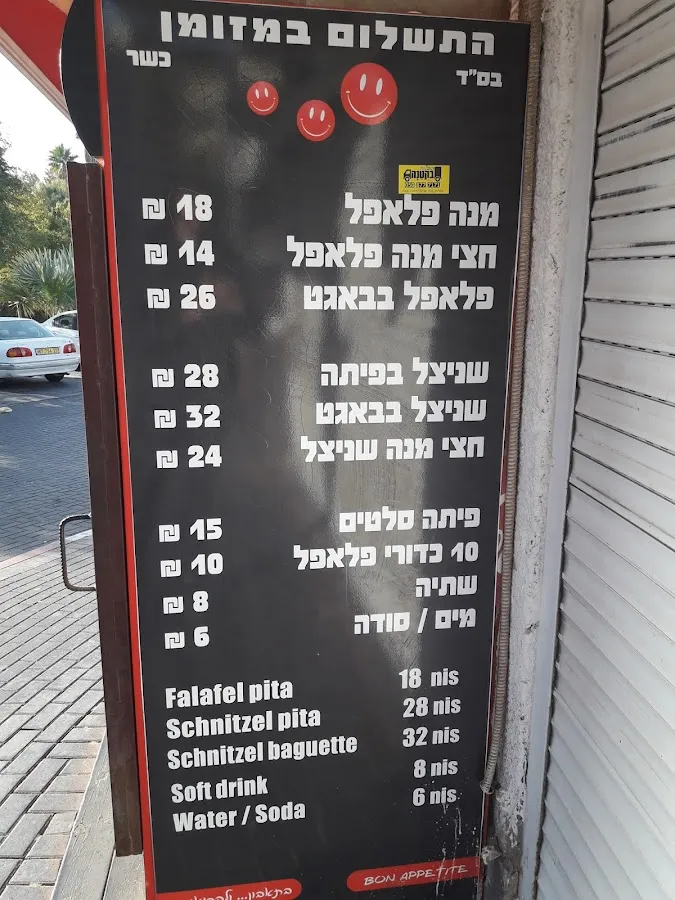 התשלום במזומן
בס"ד
כשר
בקטנה
מנה פלאפל 18 ₪
חצי מנה פלאפל 14 ₪
פלאפל בבאגט 26 ₪
שניצל בפיתה 28 ₪
שניצל בבאגט 32 ₪
חצי מנה שניצל 24 ₪
פיתה סלטים 15 ₪
10 כדורי פלאפל 10 ₪
שתיה 8 ₪
מים / סודה 6 ₪
Falafel pita 18 nis
Schnitzel pita 28 nis
Schnitzel baguette 32 nis
Soft drink 8 nis
Water / Soda 6 nis
BON APPETITE
בתאבון...